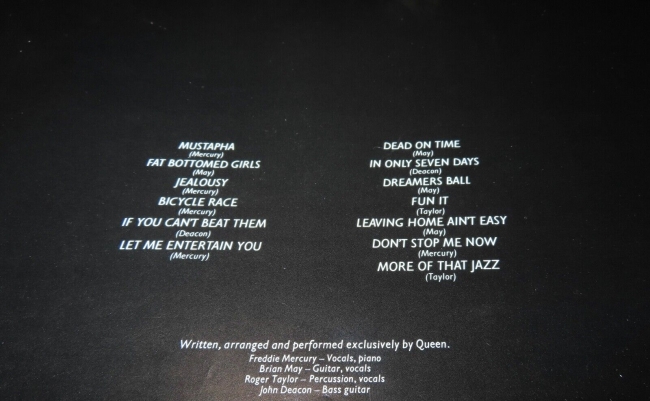 MUSTAPHA
(Mercury)
FAT BOTTOMED GIRLS
(May)
JEALOUSY
(Mercury)
BICYCLE RACE
(Mercury)
IF YOU CAN'T BEAT THEM
(Deacon)
LET ME ENTERTAIN YOU
(Mercury)
DEAD ON TIME
(May)
IN ONLY SEVEN DAYS
(Deacon)
DREAMERS BALL
(May)
FUN IT
(Taylor)
LEAVING HOME AIN'T EASY
(May)
DON'T STOP ME NOW
(Mercury)
MORE OF THAT JAZZ
(Taylor)
Written, arranged and performed exclusively by Queen.
Freddie Mercury – Vocals, piano
Brian May – Guitar, vocals
Roger Taylor – Percussion, vocals
John Deacon – Bass guitar